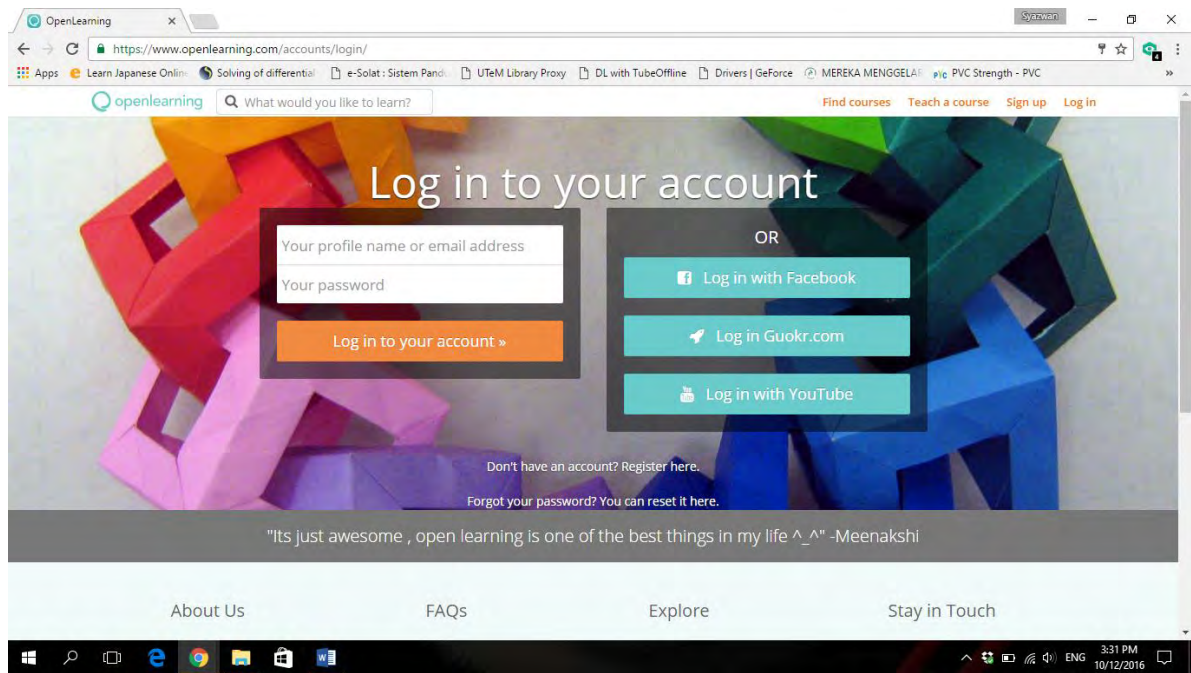 OpenLearning
Syazwan
https://www.openlearning.com/accounts/login/
Apps Learn Japanese Onlin Solving of differential e-Solat : Sistem Pandu UTeM Library Proxy DL with TubeOffline Drivers | GeForce MEREKA MENGGELAR PVC Strength - PVC »
openlearning What would you like to learn? Find courses Teach a course Sign up Log in
Log in to your account
Your profile name or email address
Your password
Log in to your account »
OR
Log in with Facebook
Log in Guokr.com
Log in with YouTube
Don't have an account? Register here.
Forgot your password? You can reset it here.
"Its just awesome , open learning is one of the best things in my life ^_^" -Meenakshi
About Us FAQs Explore Stay in Touch
ENG 3:31 PM
10/12/2016